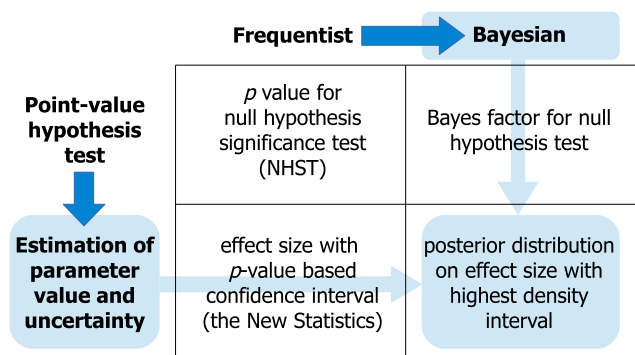 Frequentist
Bayesian
Point-value
hypothesis
test
p value for
null hypothesis
significance test
(NHST)
Bayes factor for null
hypothesis test
Estimation of
parameter
value and
uncertainty
effect size with
p-value based
confidence interval
(the New Statistics)
posterior distribution
on effect size with
highest density
interval